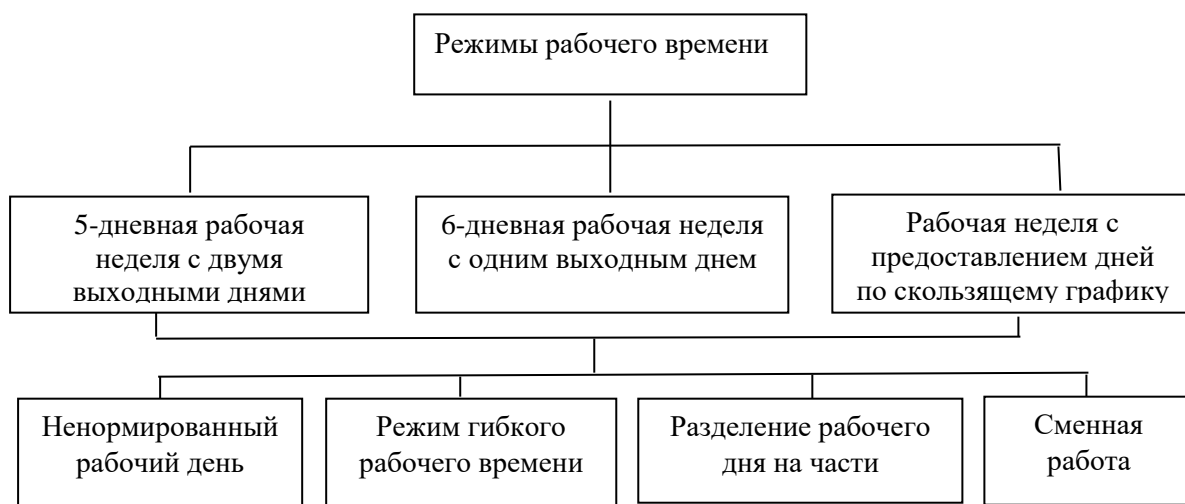 Режимы рабочего времени
5-дневная рабочая
неделя с двумя
выходными днями
6-дневная рабочая неделя
с одним выходным днем
Рабочая неделя с
предоставлением дней
по скользящему графику
Ненормированный
рабочий день
Режим гибкого
рабочего времени
Разделение рабочего
дня на части
Сменная
работа